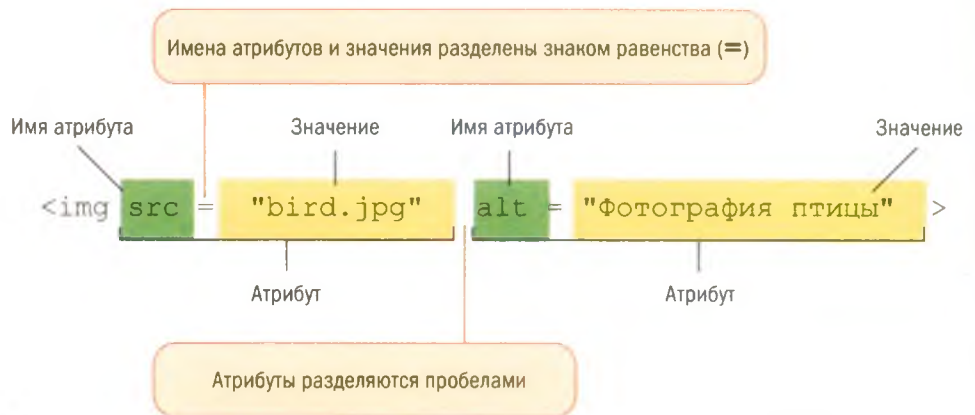 Имена атрибутов и значения разделены знаком равенства (=)
Имя атрибута Значение Имя атрибута Значение
<img src = "bird.jpg" alt = "Фотография птицы" >
Атрибут Атрибут
Атрибуты разделяются пробелами